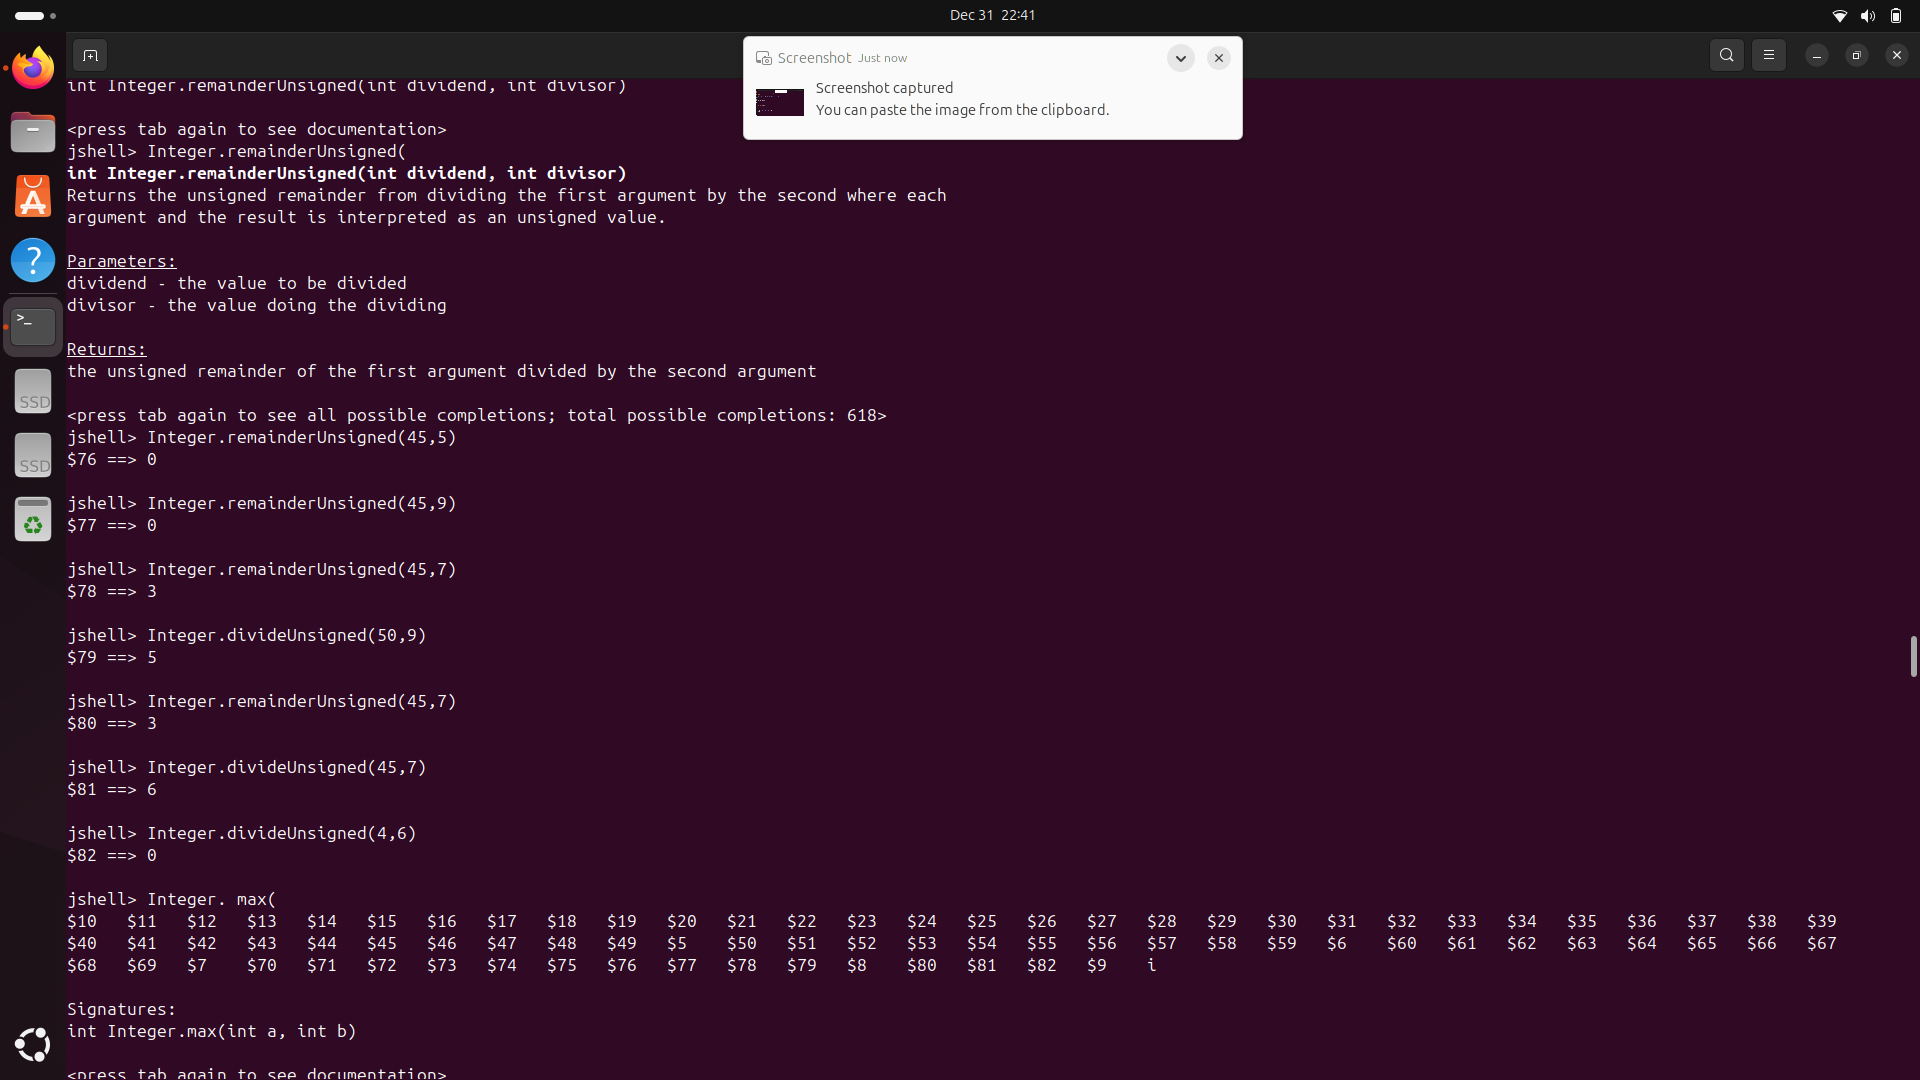 Dec 31 22:41
Screenshot Just now
Screenshot captured
You can paste the image from the clipboard.
int Integer.remainderUnsigned(int dividend, int divisor)
<press tab again to see documentation>
jshell> Integer.remainderUnsigned(
int Integer.remainderUnsigned(int dividend, int divisor)
Returns the unsigned remainder from dividing the first argument by the second where each
argument and the result is interpreted as an unsigned value.
Parameters:
dividend - the value to be divided
divisor - the value doing the dividing
Returns:
the unsigned remainder of the first argument divided by the second argument
<press tab again to see all possible completions; total possible completions: 618>
jshell> Integer.remainderUnsigned(45,5)
$76 ==> 0
jshell> Integer.remainderUnsigned(45,9)
$77 ==> 0
jshell> Integer.remainderUnsigned(45,7)
$78 ==> 3
jshell> Integer.divideUnsigned(50,9)
$79 ==> 5
jshell> Integer.remainderUnsigned(45,7)
$80 ==> 3
jshell> Integer.divideUnsigned(45,7)
$81 ==> 6
jshell> Integer.divideUnsigned(4,6)
$82 ==> 0
jshell> Integer. max(
$10 $11 $12 $13 $14 $15 $16 $17 $18 $19 $20 $21 $22 $23 $24 $25 $26 $27 $28 $29 $30 $31 $32 $33 $34 $35 $36 $37 $38 $39
$40 $41 $42 $43 $44 $45 $46 $47 $48 $49 $5 $50 $51 $52 $53 $54 $55 $56 $57 $58 $59 $6 $60 $61 $62 $63 $64 $65 $66 $67
$68 $69 $7 $70 $71 $72 $73 $74 $75 $76 $77 $78 $79 $8 $80 $81 $82 $9 i
Signatures:
int Integer.max(int a, int b)
<press tab again to see documentation>
SSD
SSD